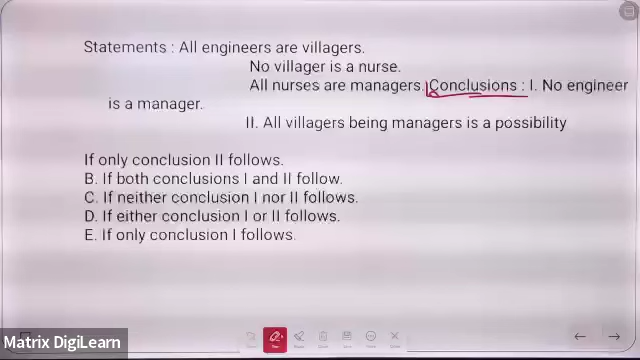 Statements : All engineers are villagers.
No villager is a nurse.
All nurses are managers. Conclusions : I. No engineer
is a manager.
II. All villagers being managers is a possibility
If only conclusion II follows.
B. If both conclusions I and II follow.
C. If neither conclusion I nor II follows.
D. If either conclusion I or II follows.
E. If only conclusion I follows.
Matrix DigiLearn